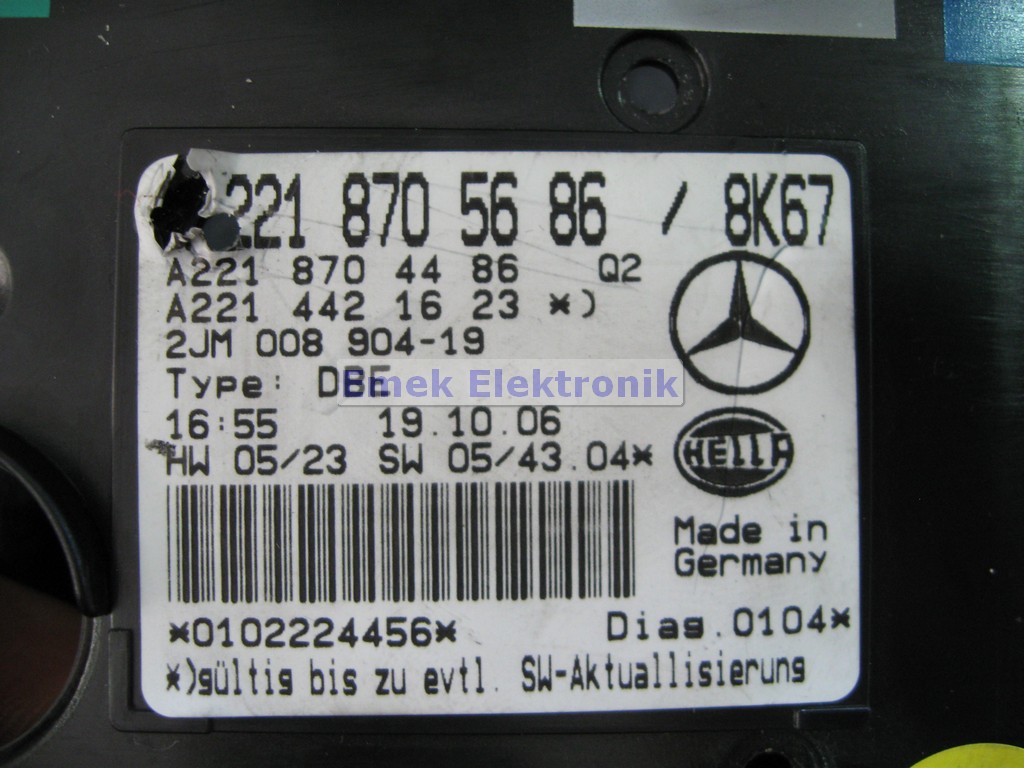 221 870 56 86 / 8K67
A221 870 44 86 Q2
A221 442 16 23 *)
2JM 008 904-19
Type: DBE
Emek Elektronik
16:55 19.10.06
HW 05/23 SW 05/43.04*
HELLA
Made in
Germany
*0102224456* Diag.0104*
*)gültig bis zu evtl. SW-Aktuallisierung